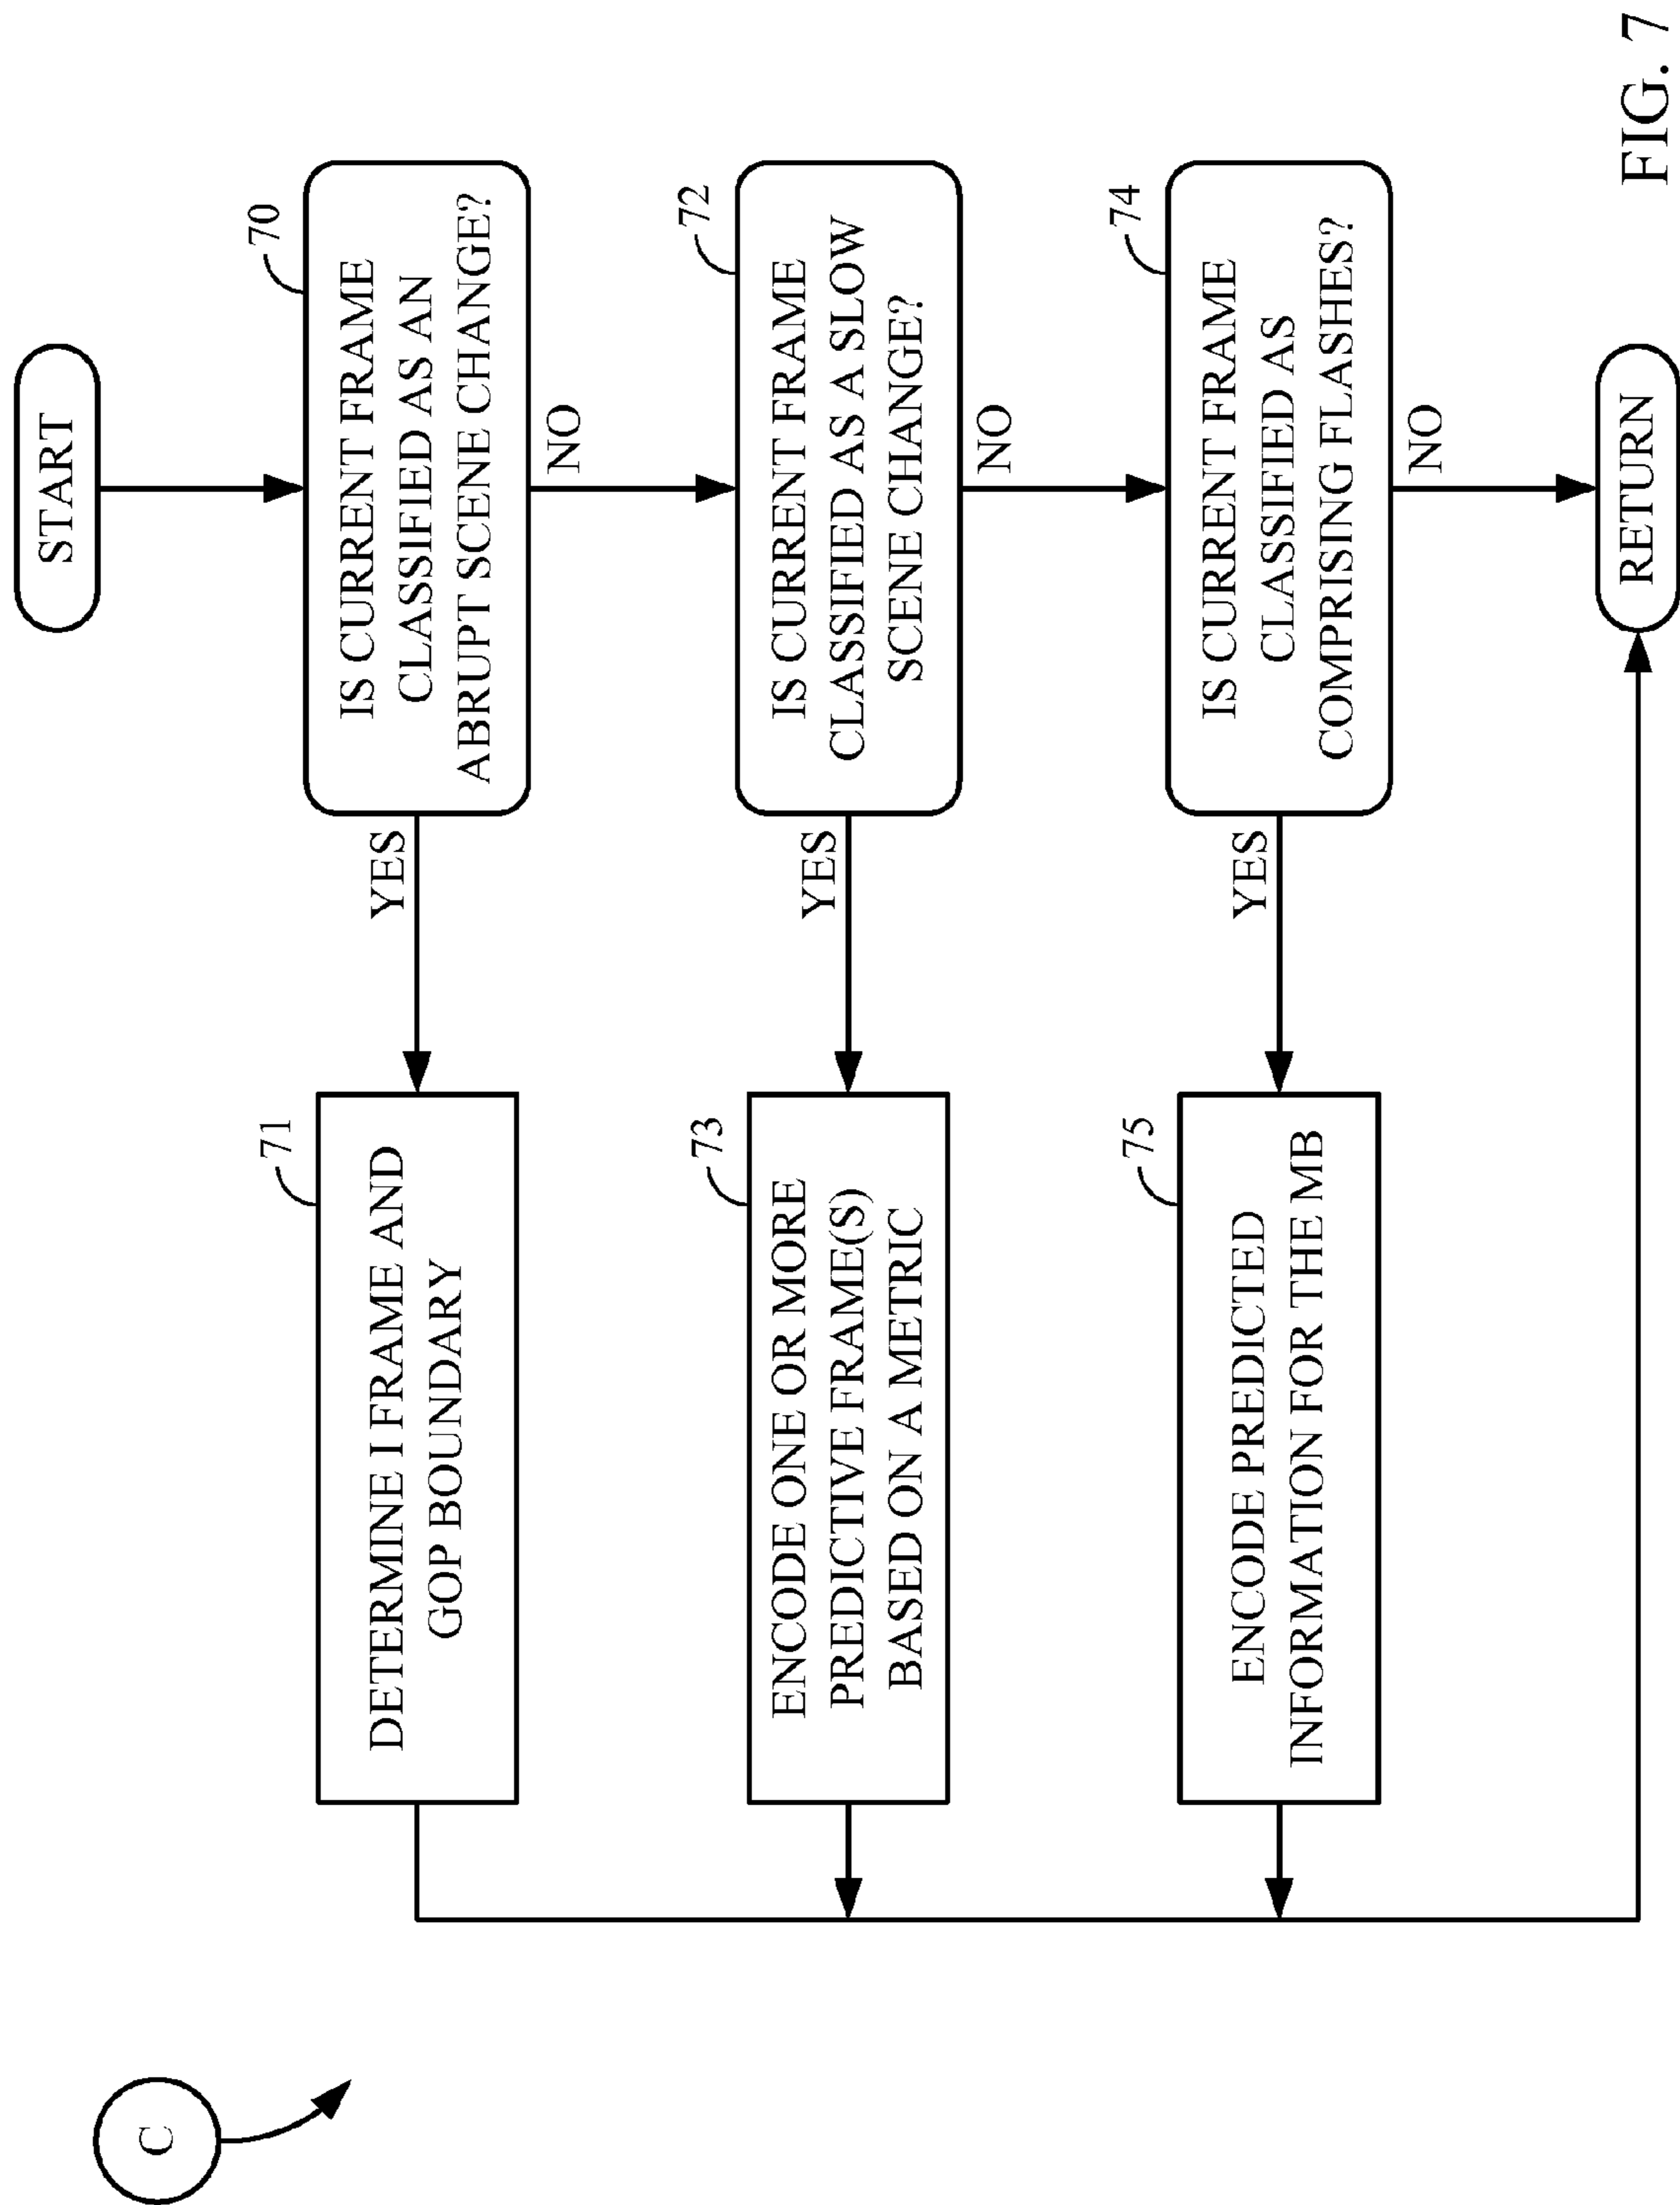 C
START
70
IS CURRENT FRAME
CLASSIFIED AS AN
ABRUPT SCENE CHANGE?
YES
NO
71
DETERMINE I FRAME AND
GOP BOUNDARY
72
IS CURRENT FRAME
CLASSIFIED AS A SLOW
SCENE CHANGE?
YES
NO
73
ENCODE ONE OR MORE
PREDICTIVE FRAME(S)
BASED ON A METRIC
74
IS CURRENT FRAME
CLASSIFIED AS
COMPRISING FLASHES?
YES
NO
75
ENCODE PREDICTED
INFORMATION FOR THE MB
RETURN
FIG. 7